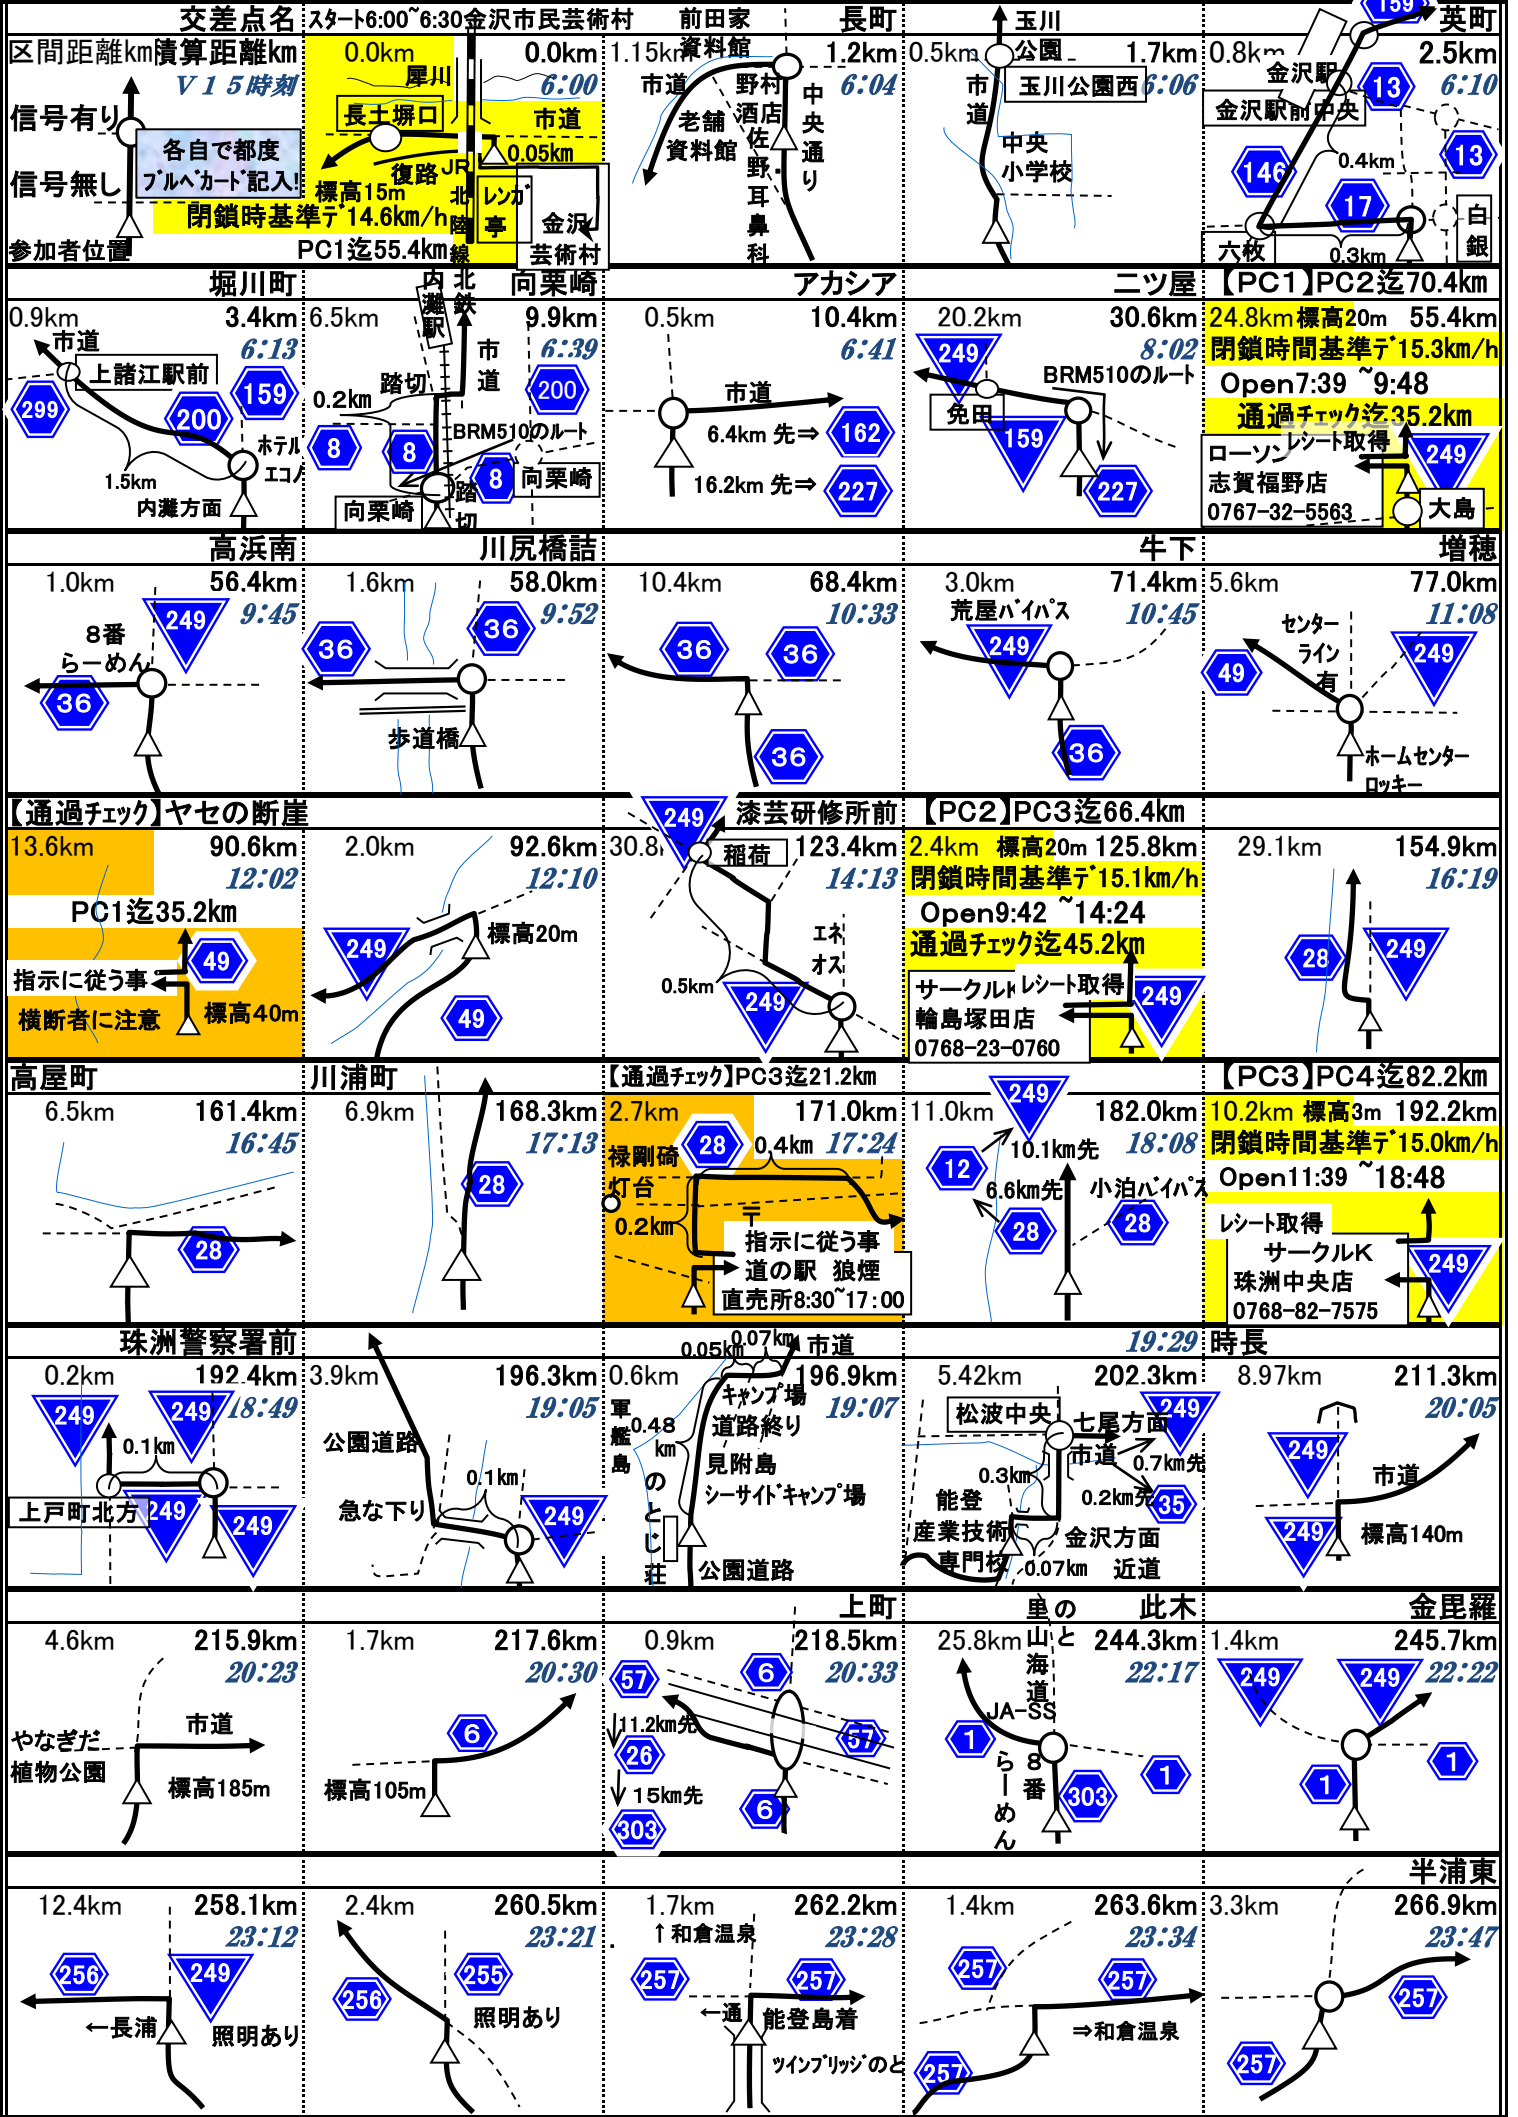 交差点名
区間距離km 積算距離km
V15時刻
信号有り
各自で都度
ブルベカード記入!
信号無し
参加者位置
スタート6:00~6:30金沢市民芸術村
0.0km 0.0km
6:00
犀川
長土塀口
市道
0.05km
復路
JR北陸線
標高15m
レンガ亭
閉鎖時基準デ14.6km/h
PC1迄55.4km
金沢
芸術村
長町
1.15km 1.2km
6:04
前田家
資料館
市道
野村
酒店
老舗
資料館
佐野耳鼻科
中央通り
0.5km 1.7km
6:06
玉川
公園
玉川公園西
市道
中央
小学校
英町
0.8km 2.5km
6:10
159
金沢駅
13
金沢駅前中央
13
0.4km
146
17
白銀
六枚
0.3km
堀川町
0.9km 3.4km
6:13
市道
上諸江駅前
299
200
159
ホテル
エコノ
1.5km
内灘方面
向栗崎
6.5km 9.9km
6:39
北鉄
内灘駅
市道
踏切
200
0.2km
8
8
BRM510のルート
8
向栗崎
向栗崎
踏切
アカシア
0.5km 10.4km
6:41
市道
6.4km 先⇒ 162
16.2km 先⇒ 227
二ツ屋
20.2km 30.6km
8:02
249
BRM510のルート
免田
159
227
【PC1】PC2迄70.4km
24.8km 標高20m 55.4km
閉鎖時間基準デ15.3km/h
Open7:39 ~9:48
通過チェック迄35.2km
レシート取得
ローソン
志賀福野店
0767-32-5563
249
大島
高浜南
1.0km 56.4km
9:45
249
8番
らーめん
36
川尻橋詰
1.6km 58.0km
9:52
36
36
歩道橋
10.4km 68.4km
10:33
36
36
36
牛下
3.0km 71.4km
10:45
荒屋バイパス
249
36
増穂
5.6km 77.0km
11:08
センター
ライン
有
249
49
ホームセンター
ロッキー
【通過チェック】ヤセの断崖
13.6km 90.6km
12:02
PC1迄35.2km
49
指示に従う事
横断者に注意
標高40m
2.0km 92.6km
12:10
249
標高20m
49
漆芸研修所前
123.4km
14:13
249
稲荷
エネ
オス
0.5km
249
【PC2】PC3迄66.4km
2.4km 標高20m 125.8km
閉鎖時間基準デ15.1km/h
Open9:42 ~14:24
通過チェック迄45.2km
レシート取得
サークルK
輪島塚田店
0768-23-0760
249
29.1km 154.9km
16:19
28
249
高屋町
6.5km 161.4km
16:45
28
川浦町
6.9km 168.3km
17:13
28
【通過チェック】PC3迄21.2km
2.7km 171.0km
17:24
禄剛碕
灯台
28
0.4km
0.2km
〒
指示に従う事
道の駅 狼煙
直売所8:30~17:00
11.0km 182.0km
18:08
249
12
10.1km先
6.6km先
小泊バイパス
28
28
【PC3】PC4迄82.2km
10.2km 標高3m 192.2km
閉鎖時間基準デ15.0km/h
Open11:39 ~18:48
レシート取得
サークルK
珠洲中央店
0768-82-7575
249
珠洲警察署前
0.2km 192.4km
18:49
249
249
0.1km
上戸町北方
249
249
3.9km 196.3km
19:05
公園道路
0.1km
急な下り
249
0.6km 196.9km
19:07
0.05km
0.07km
市道
軍艦島
0.48
km
キャンプ場
道路終り
見附島
シーサイドキャンプ場
のとじ荘
公園道路
19:29
5.42km 202.3km
松波中央
七尾方面
249
市道
0.7km先
0.3km
0.2km先
35
能登
産業技術
専門校
金沢方面
近道
0.07km
時長
8.97km 211.3km
20:05
249
市道
249
標高140m
4.6km 215.9km
20:23
やなぎだ
植物公園
市道
標高185m
1.7km 217.6km
20:30
6
標高105m
上町
0.9km 218.5km
20:33
57
6
11.2km先
57
26
15km先
6
303
此木
25.8km 244.3km
22:17
のと
里山海道
JA-SS
1
8番
らーめん
1
303
金毘羅
1.4km 245.7km
22:22
249
249
1
1
12.4km 258.1km
23:12
256
249
←長浦
照明あり
2.4km 260.5km
23:21
256
255
照明あり
1.7km 262.2km
23:28
↑和倉温泉
257
257
←通
能登島着
ツインブリッジのと
1.4km 263.6km
23:34
257
257
⇒和倉温泉
257
半浦東
3.3km 266.9km
23:47
257
257